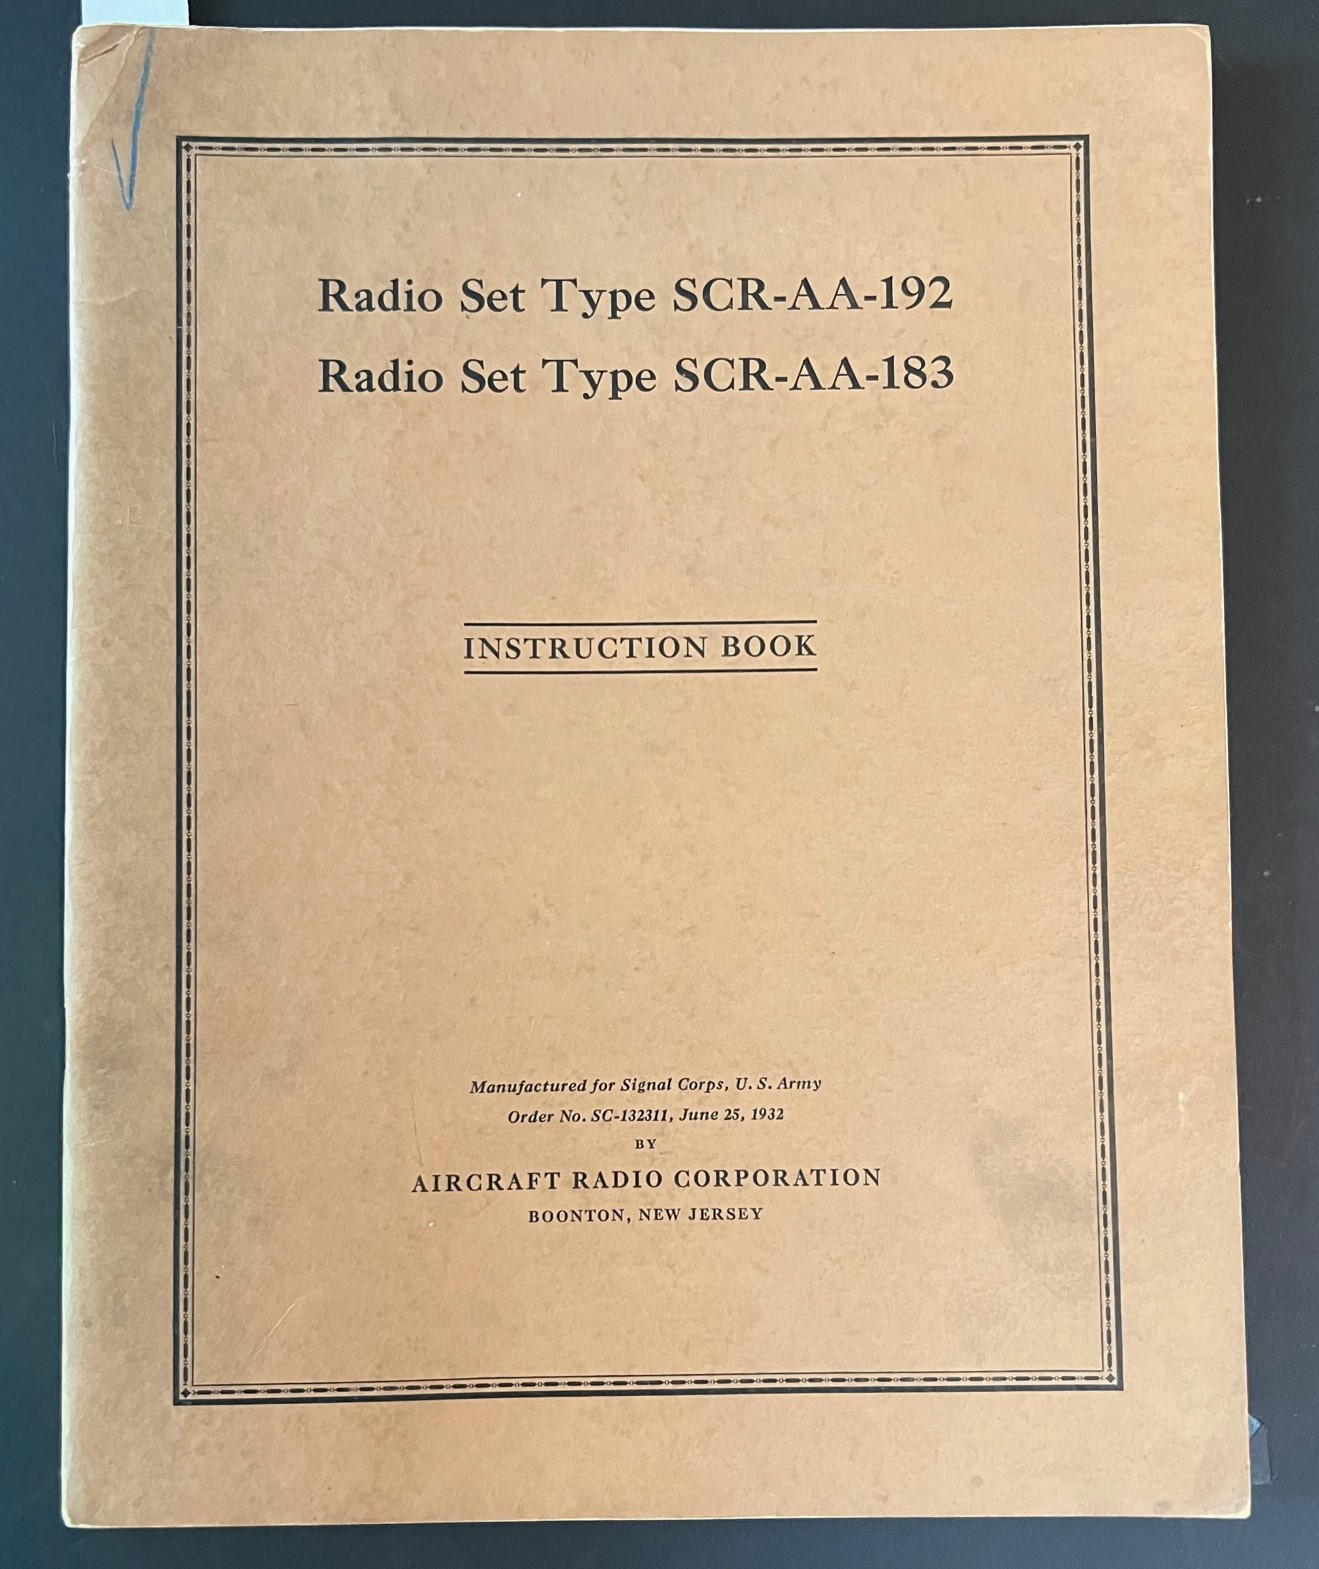 Radio Set Type SCR-AA-192
Radio Set Type SCR-AA-183
INSTRUCTION BOOK
Manufactured for Signal Corps, U. S. Army
Order No. SC-132311, June 25, 1932
BY
AIRCRAFT RADIO CORPORATION
BOONTON, NEW JERSEY